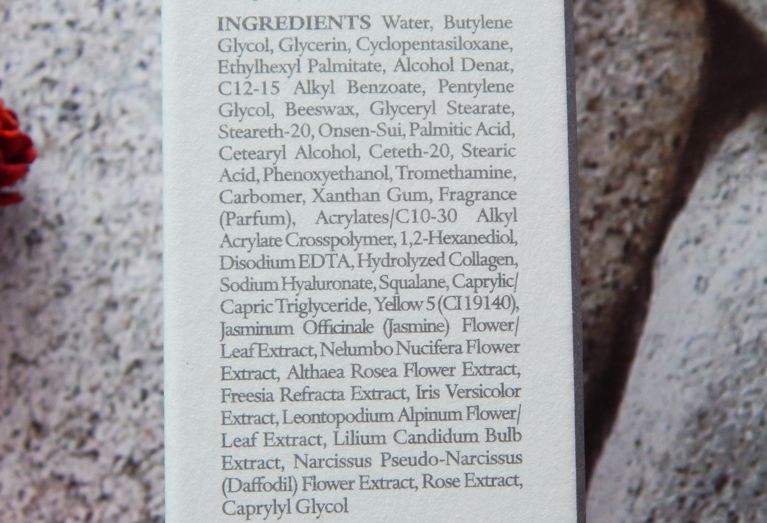 INGREDIENTS Water, Butylene
Glycol, Glycerin, Cyclopentasiloxane,
Ethylhexyl Palmitate, Alcohol Denat,
C12-15 Alkyl Benzoate, Pentylene
Glycol, Beeswax, Glyceryl Stearate,
Steareth-20, Onsen-Sui, Palmitic Acid,
Cetearyl Alcohol, Ceteth-20, Stearic
Acid, Phenoxyethanol, Tromethamine,
Carbomer, Xanthan Gum, Fragrance
(Parfum), Acrylates/C10-30 Alkyl
Acrylate Crosspolymer, 1,2-Hexanediol,
Disodium EDTA, Hydrolyzed Collagen,
Sodium Hyaluronate, Squalane, Caprylic/
Capric Triglyceride, Yellow 5 (CI 19140),
Jasminum Officinale (Jasmine) Flower/
Leaf Extract, Nelumbo Nucifera Flower
Extract, Althaea Rosea Flower Extract,
Freesia Refracta Extract, Iris Versicolor
Extract, Leontopodium Alpinum Flower/
Leaf Extract, Lilium Candidum Bulb
Extract, Narcissus Pseudo-Narcissus
(Daffodil) Flower Extract, Rose Extract,
Caprylyl Glycol